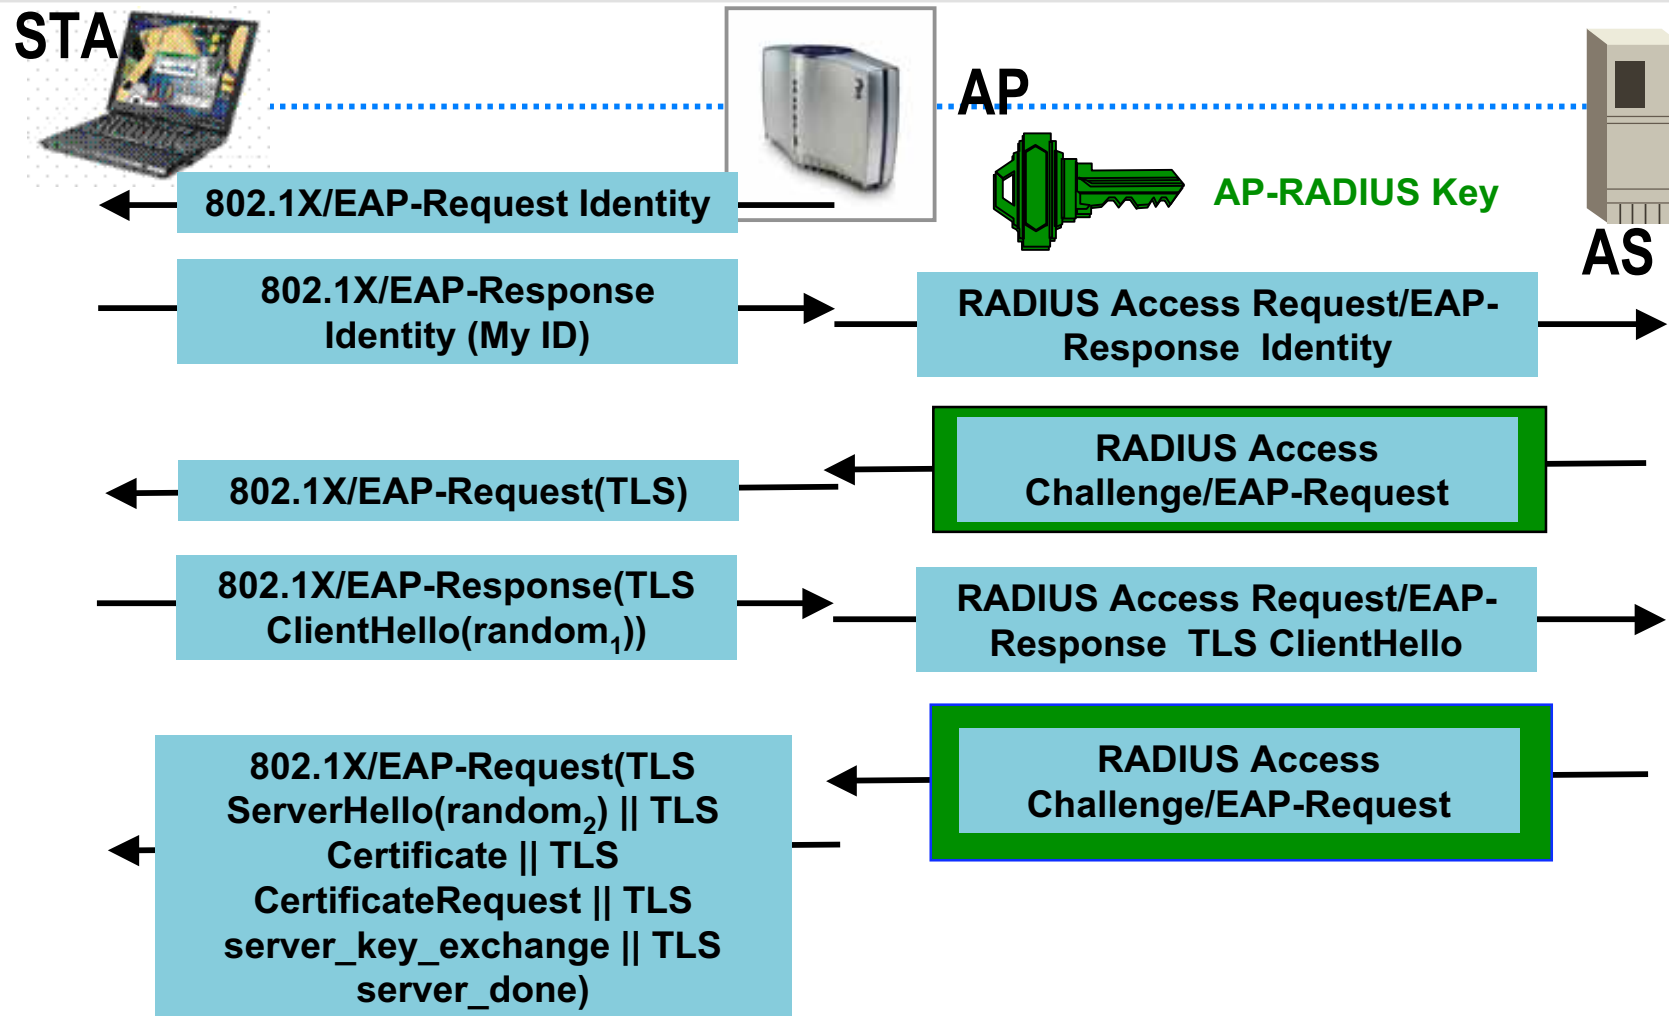 STA
AP
AP-RADIUS Key
AS
802.1X/EAP-Request Identity
802.1X/EAP-Response
Identity (My ID)
RADIUS Access Request/EAP-
Response Identity
RADIUS Access
Challenge/EAP-Request
802.1X/EAP-Request(TLS)
802.1X/EAP-Response(TLS
ClientHello(random₁))
RADIUS Access Request/EAP-
Response TLS ClientHello
RADIUS Access
Challenge/EAP-Request
802.1X/EAP-Request(TLS
ServerHello(random₂) || TLS
Certificate || TLS
CertificateRequest || TLS
server_key_exchange || TLS
server_done)